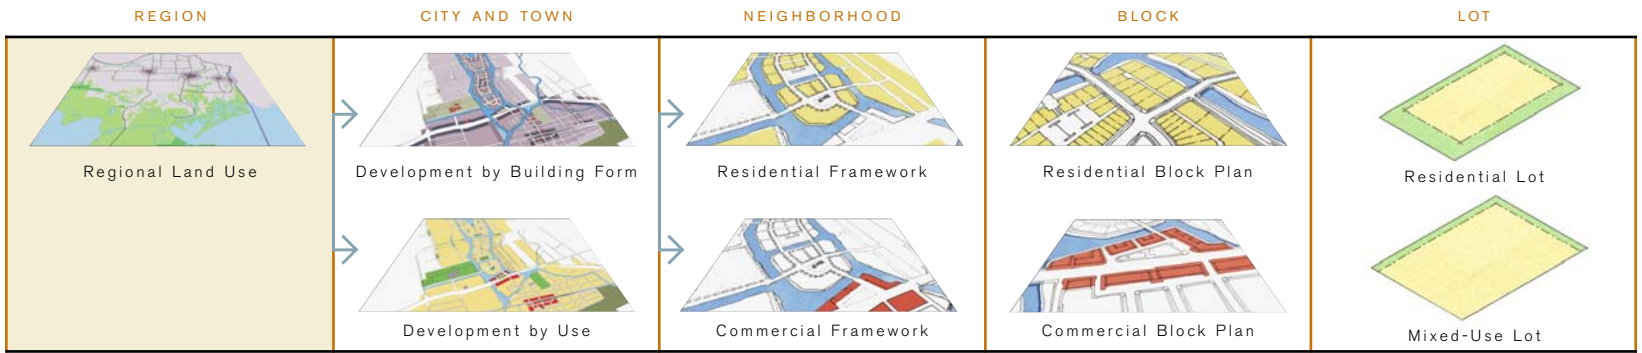 REGION
CITY AND TOWN
NEIGHBORHOOD
BLOCK
LOT
Regional Land Use
Development by Building Form
Residential Framework
Residential Block Plan
Residential Lot
Development by Use
Commercial Framework
Commercial Block Plan
Mixed-Use Lot